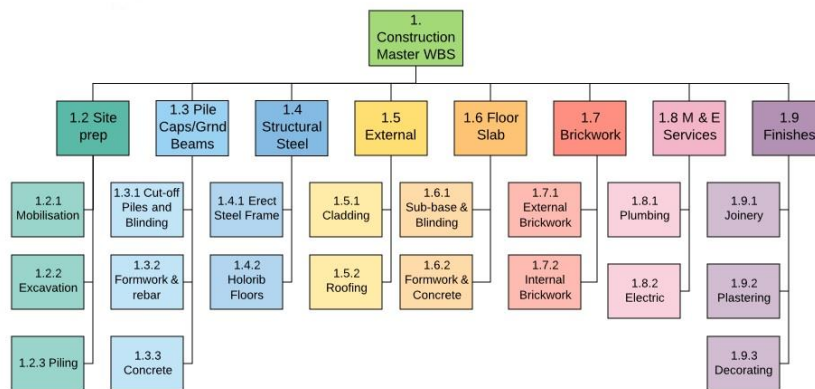 1.
Construction
Master WBS
1.2 Site
prep
1.3 Pile
Caps/Grnd
Beams
1.4
Structural
Steel
1.5
External
1.6 Floor
Slab
1.7
Brickwork
1.8 M & E
Services
1.9
Finishes
1.2.1
Mobilisation
1.3.1 Cut-off
Piles and
Blinding
1.4.1 Erect
Steel Frame
1.5.1
Cladding
1.6.1
Sub-base &
Blinding
1.7.1
External
Brickwork
1.8.1
Plumbing
1.9.1
Joinery
1.2.2
Excavation
1.3.2
Formwork &
rebar
1.4.2
Holorib
Floors
1.5.2
Roofing
1.6.2
Formwork &
Concrete
1.7.2
Internal
Brickwork
1.8.2
Electric
1.9.2
Plastering
1.2.3 Piling
1.3.3
Concrete
1.9.3
Decorating